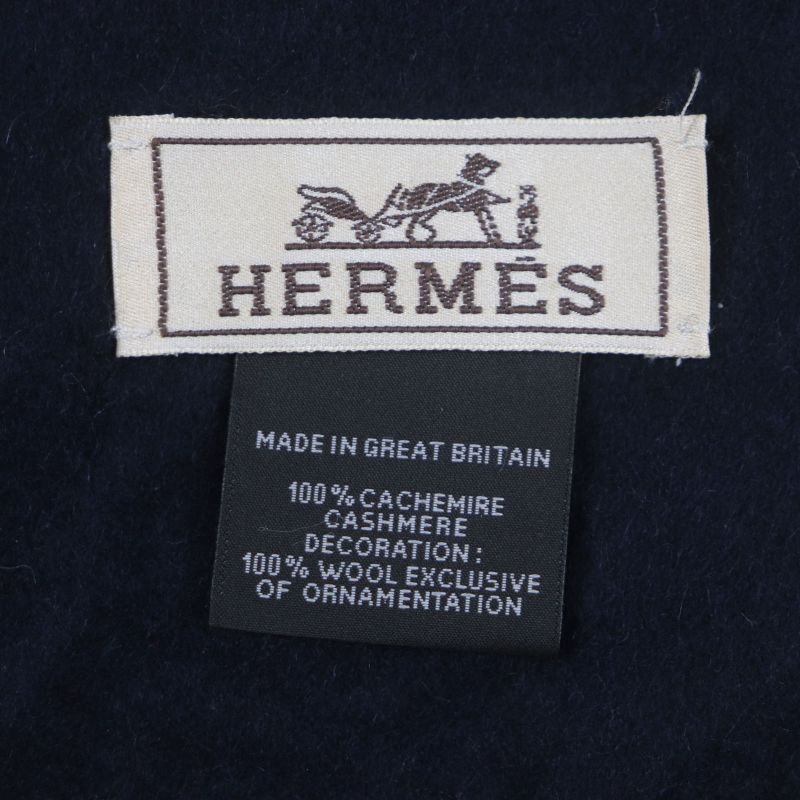 HERMÈS
MADE IN GREAT BRITAIN
100% CACHEMIRE
CASHMERE
DECORATION :
100% WOOL EXCLUSIVE
OF ORNAMENTATION